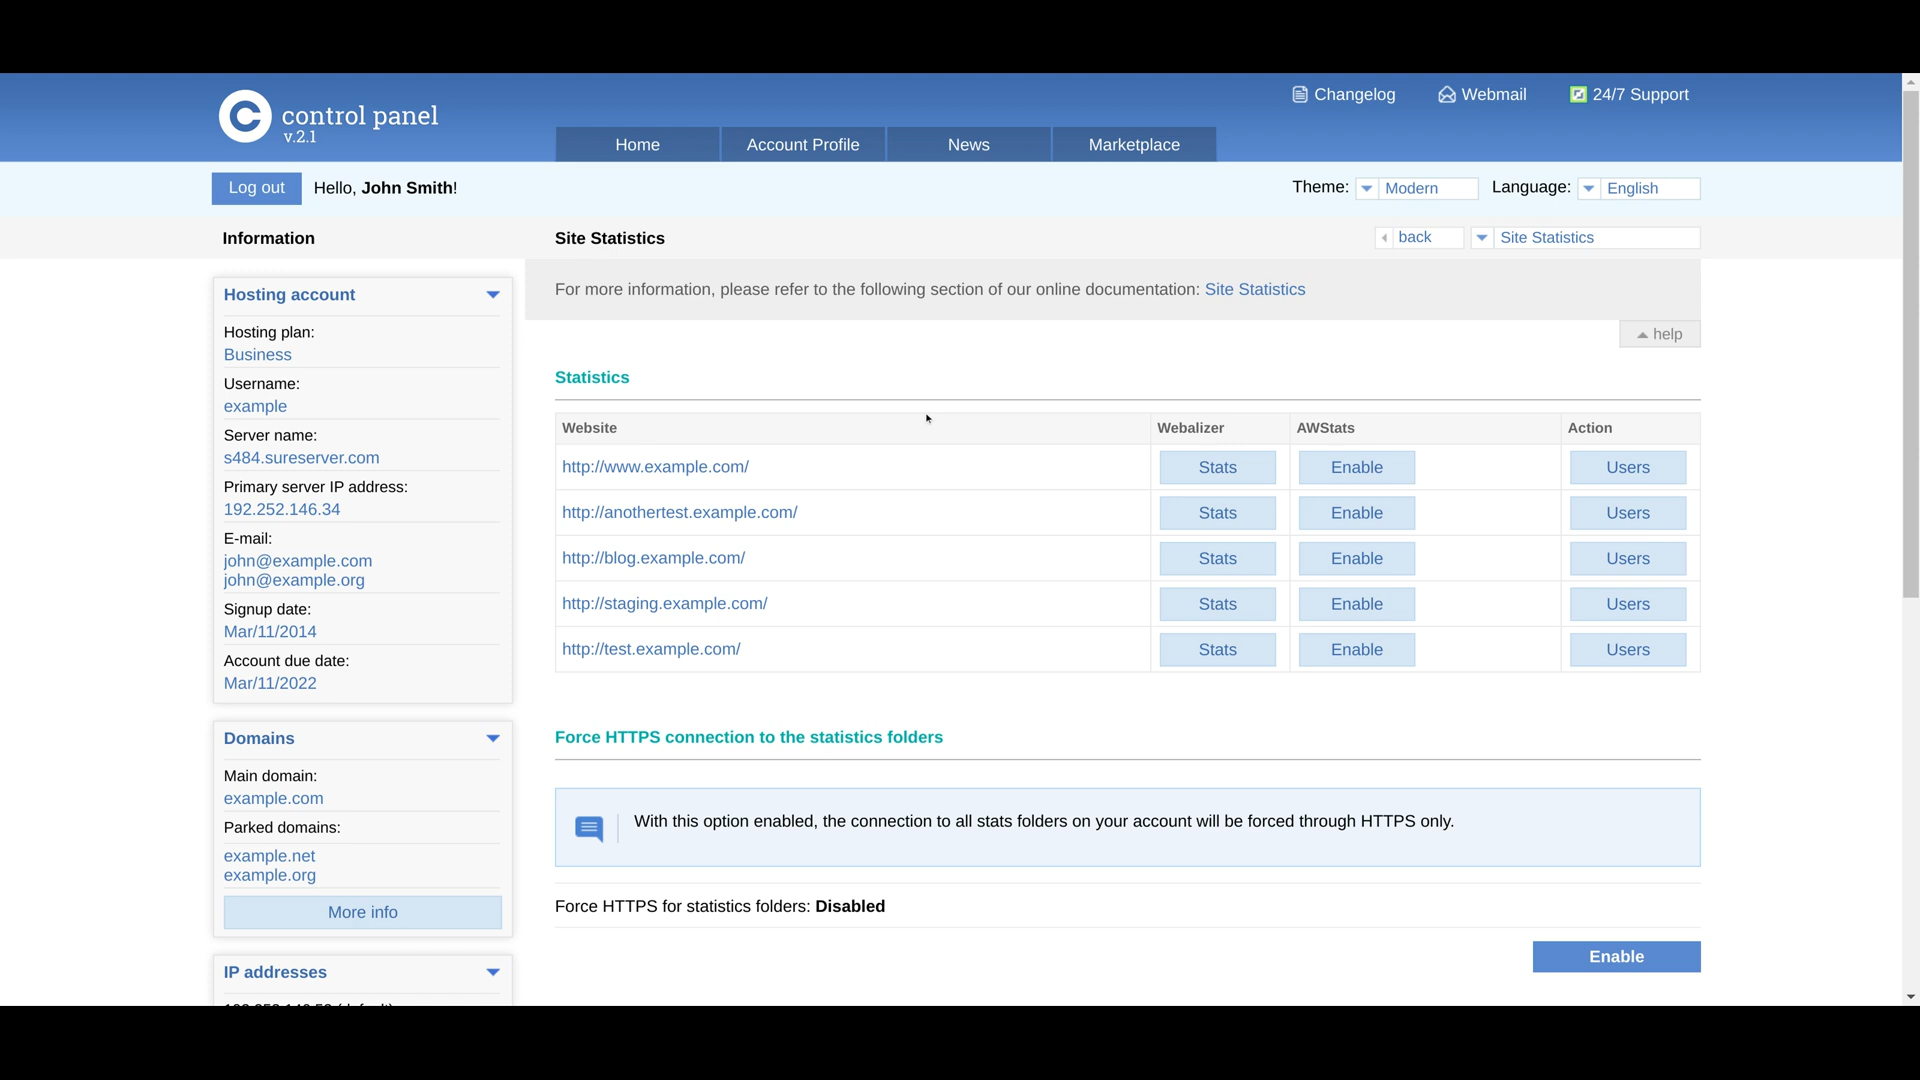 control panel
v.2.1
Changelog Webmail 24/7 Support
Home Account Profile News Marketplace
Log out Hello, John Smith! Theme: Modern Language: English
Information Site Statistics back Site Statistics
For more information, please refer to the following section of our online documentation: Site Statistics
help
Hosting account
Hosting plan:
Business
Username:
example
Server name:
s484.sureserver.com
Primary server IP address:
192.252.146.34
E-mail:
john@example.com
john@example.org
Signup date:
Mar/11/2014
Account due date:
Mar/11/2022
Domains
Main domain:
example.com
Parked domains:
example.net
example.org
More info
IP addresses
Statistics
Website Webalizer AWStats Action
http://www.example.com/ Stats Enable Users
http://anothertest.example.com/ Stats Enable Users
http://blog.example.com/ Stats Enable Users
http://staging.example.com/ Stats Enable Users
http://test.example.com/ Stats Enable Users
Force HTTPS connection to the statistics folders
With this option enabled, the connection to all stats folders on your account will be forced through HTTPS only.
Force HTTPS for statistics folders: Disabled
Enable